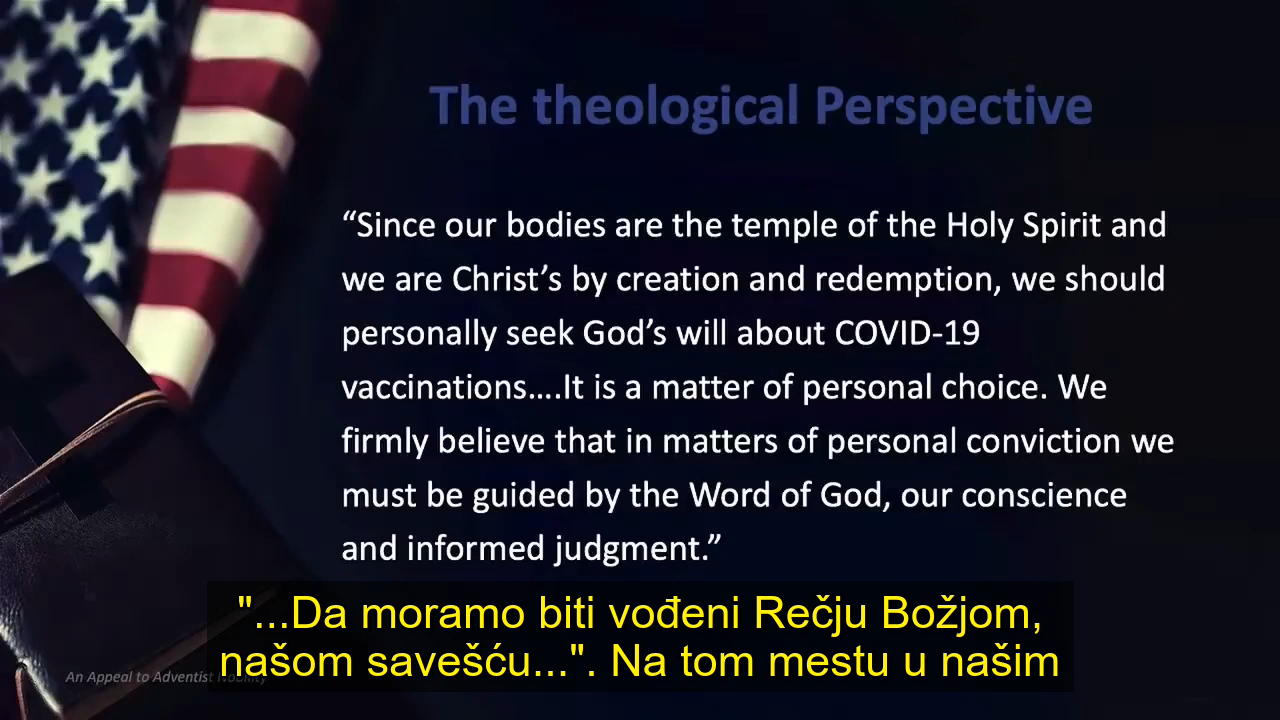 The theological Perspective
“Since our bodies are the temple of the Holy Spirit and
we are Christ’s by creation and redemption, we should
personally seek God’s will about COVID-19
vaccinations....It is a matter of personal choice. We
firmly believe that in matters of personal conviction we
must be guided by the Word of God, our conscience
and informed judgment.”
"...Da moramo biti vođeni Rečju Božjom,
našom savešću...". Na tom mestu u našim
An Appeal to Adventist Nobility